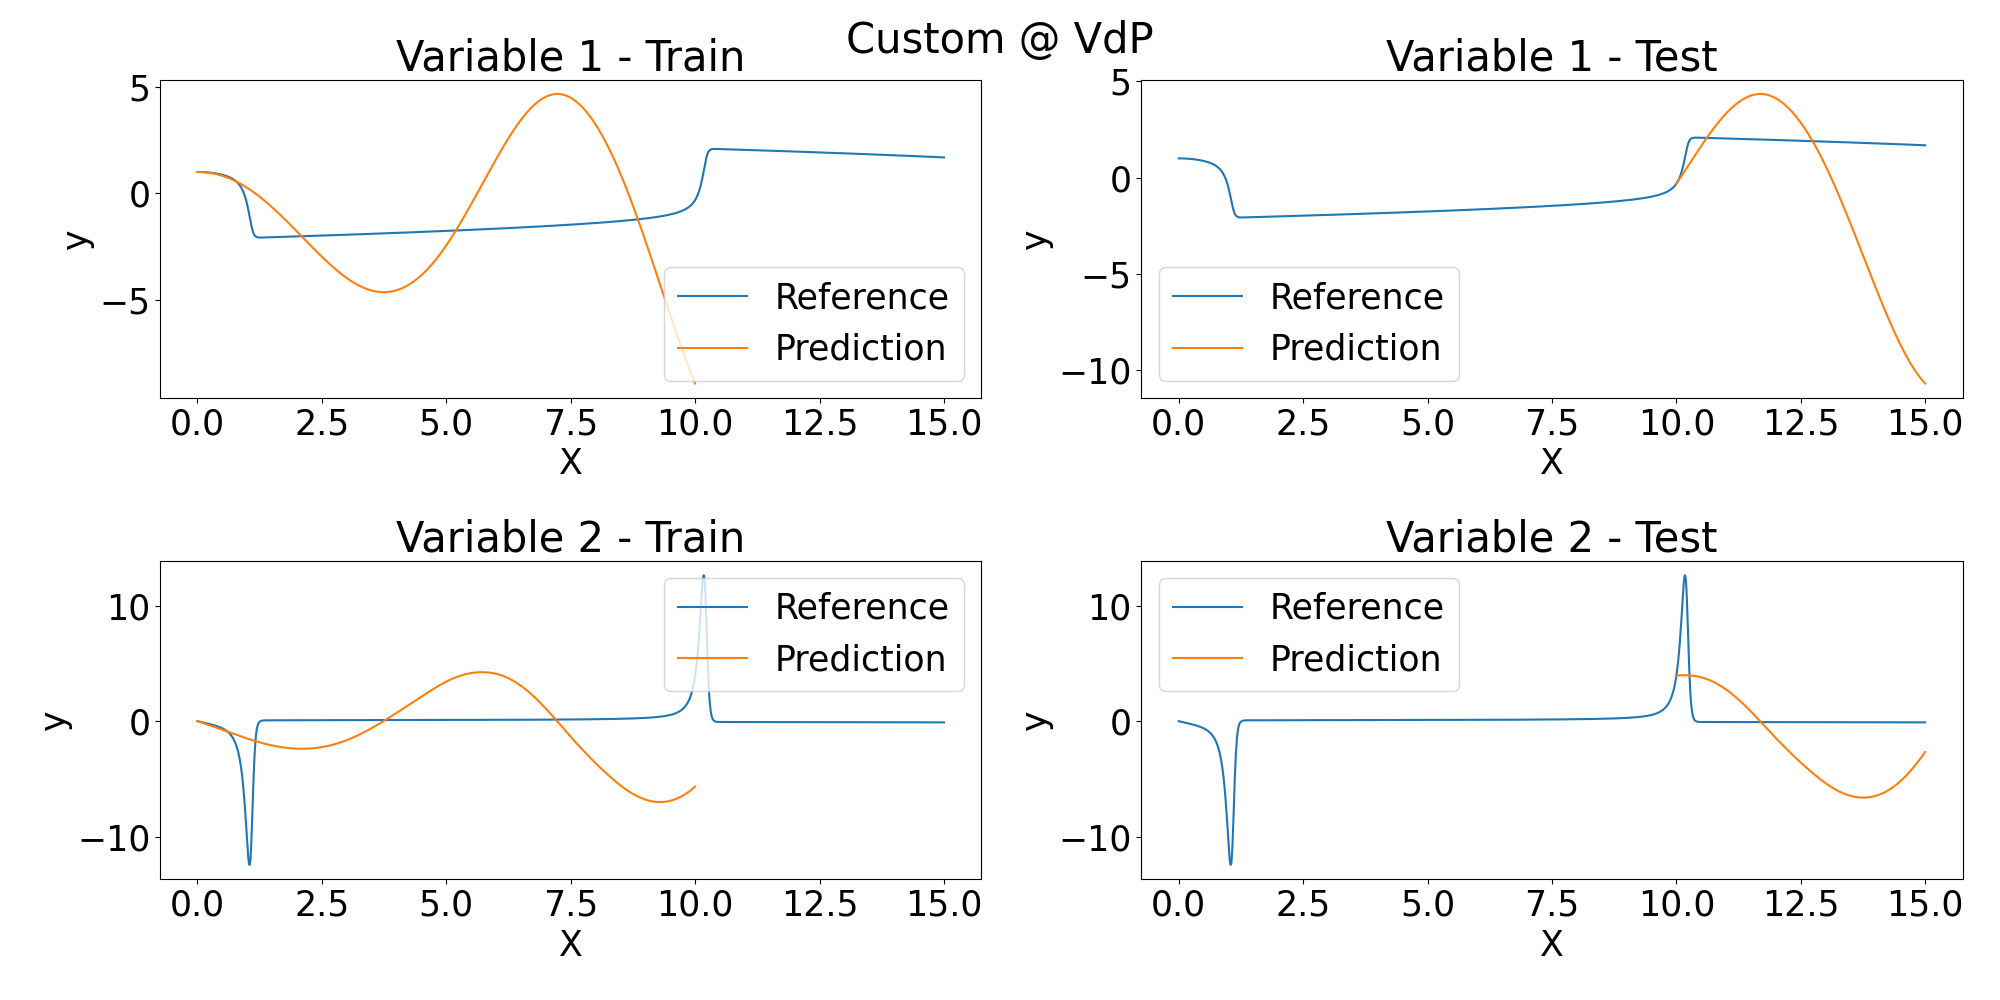 Custom @ VdP
Variable 1 - Train
5
0
−5
y
Reference
Prediction
0.0 2.5 5.0 7.5 10.0 12.5 15.0
X
Variable 1 - Test
5
0
−5
−10
y
Reference
Prediction
0.0 2.5 5.0 7.5 10.0 12.5 15.0
X
Variable 2 - Train
10
0
−10
y
Reference
Prediction
0.0 2.5 5.0 7.5 10.0 12.5 15.0
X
Variable 2 - Test
10
0
−10
y
Reference
Prediction
0.0 2.5 5.0 7.5 10.0 12.5 15.0
X